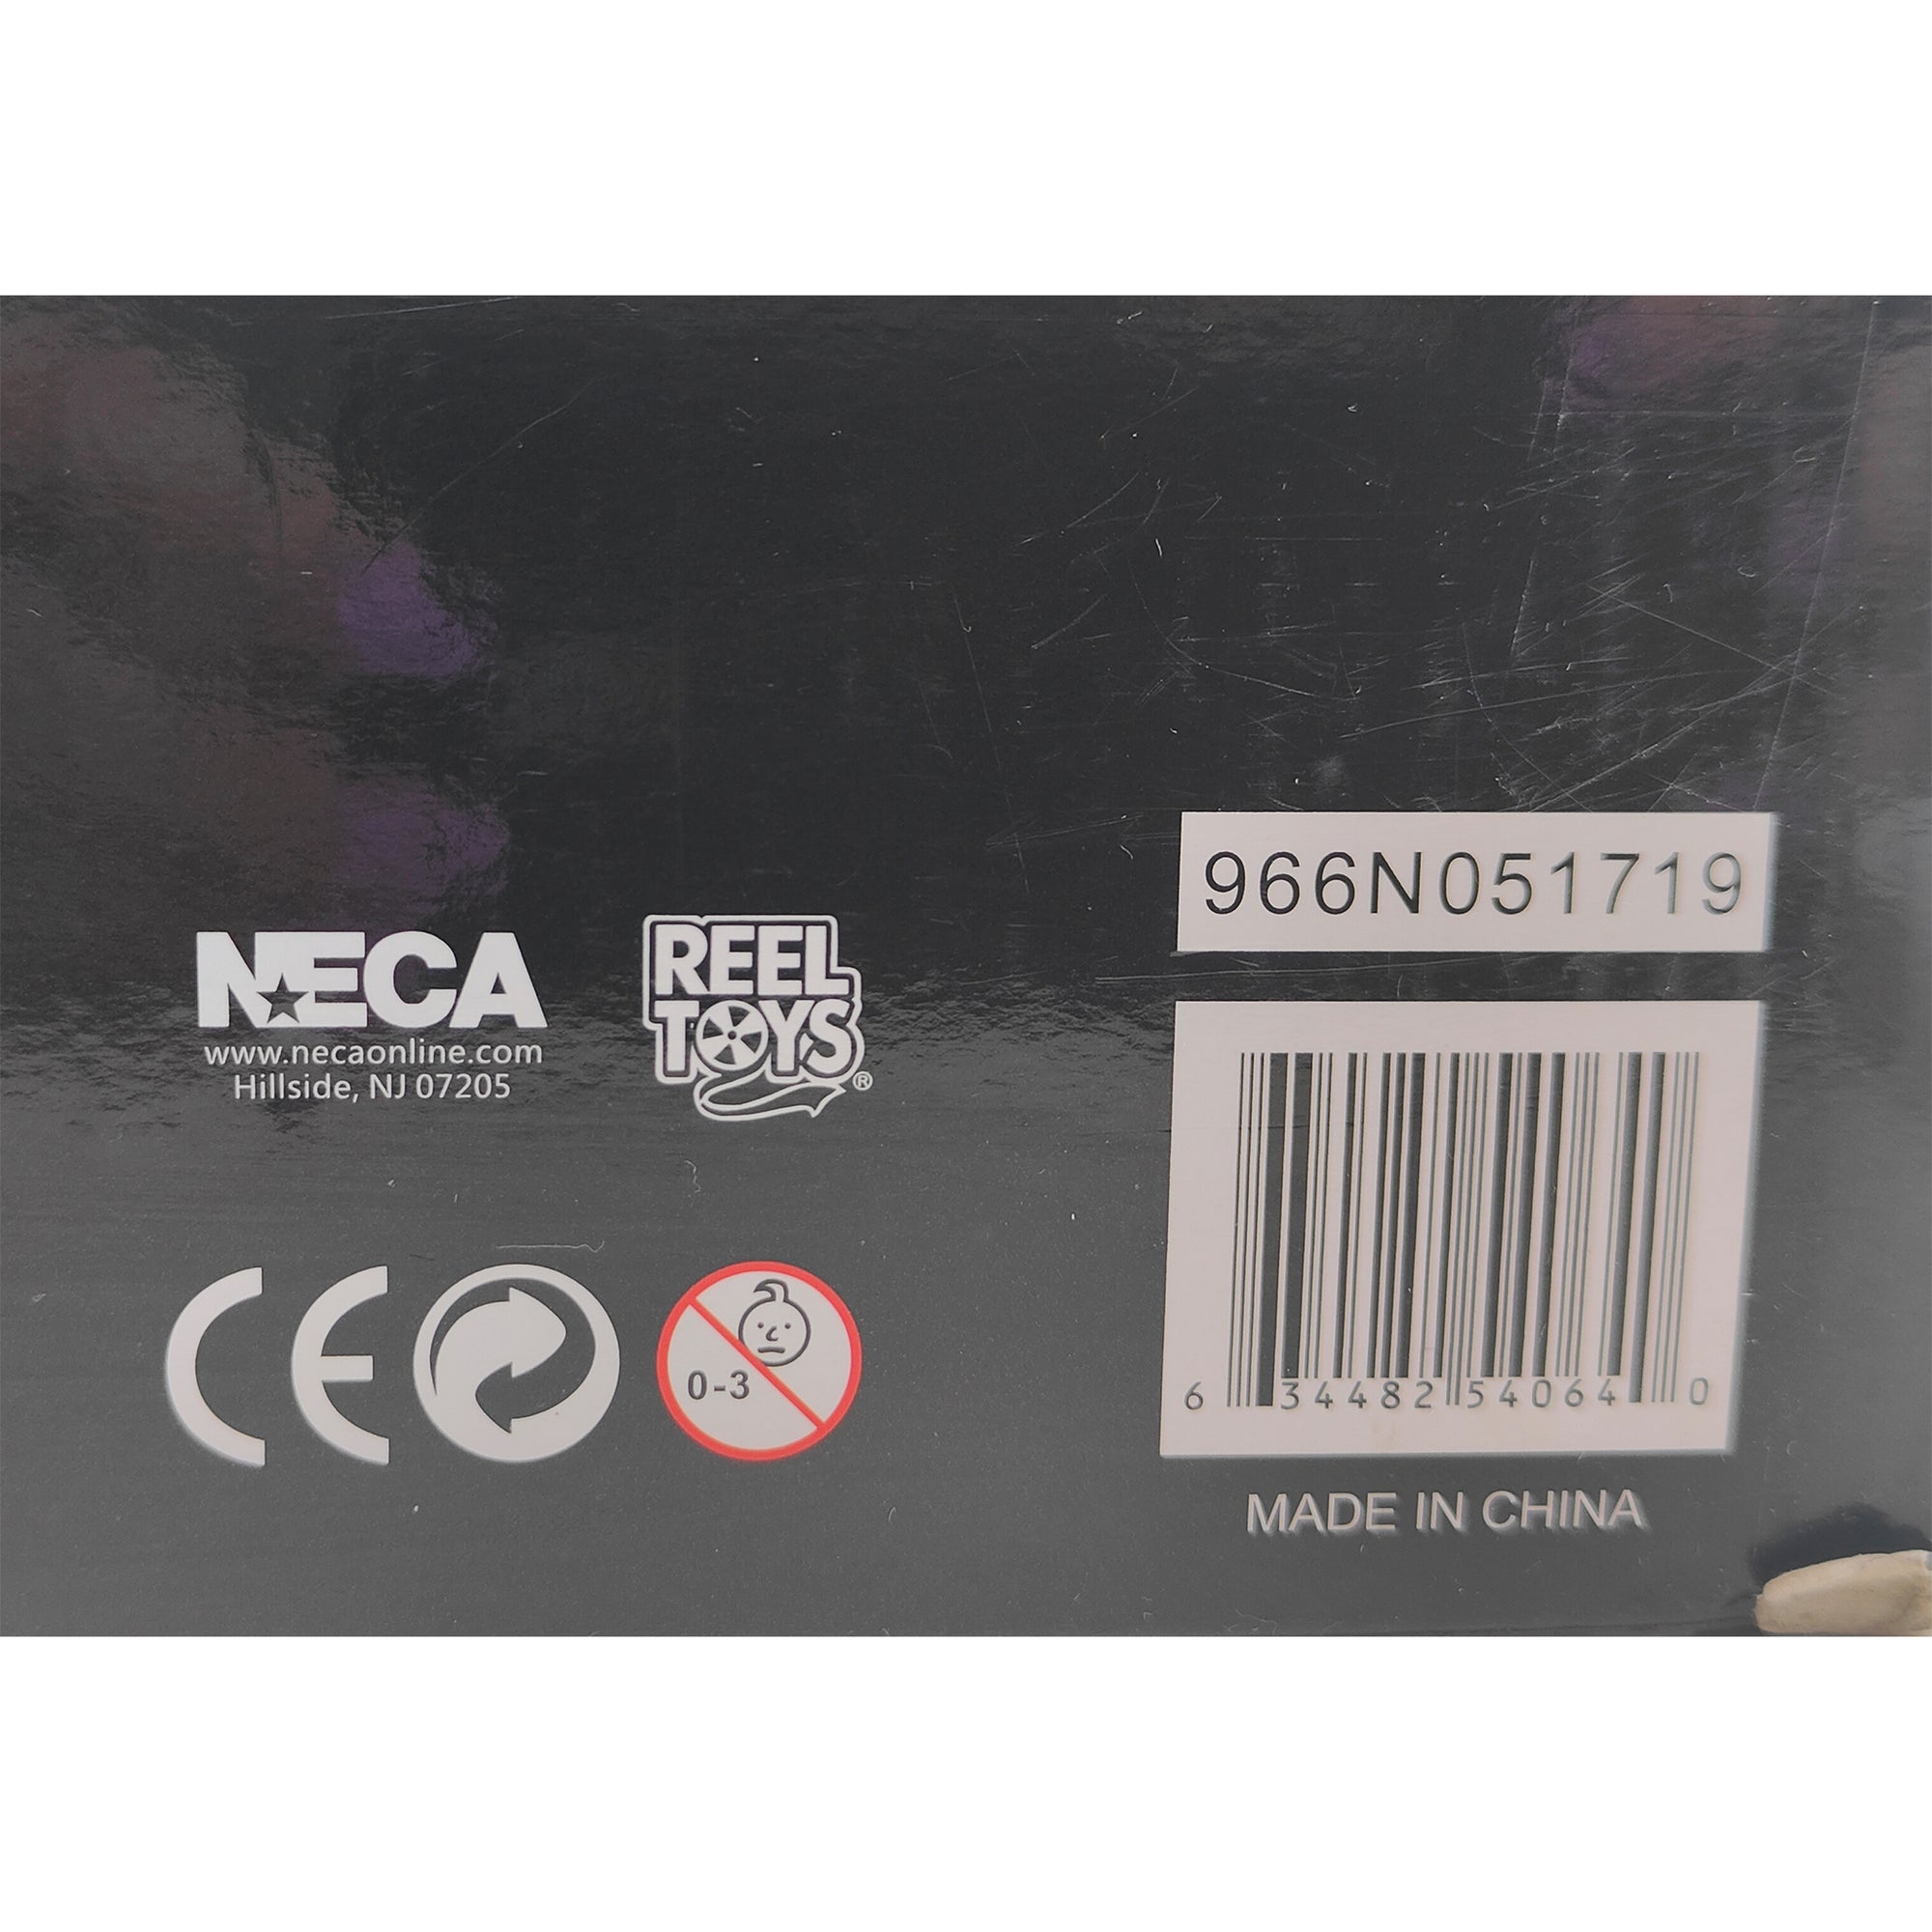 966N051719
NECA
www.necaonline.com
Hillside, NJ 07205
REEL
TOYS®
CE
0-3
6 34482 54064 0
MADE IN CHINA